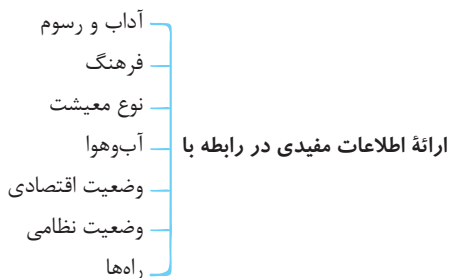 ارائهٔ اطلاعات مفیدی در رابطه با
آداب و رسوم
فرهنگ
نوع معیشت
آب‌وهوا
وضعیت اقتصادی
وضعیت نظامی
راه‌ها